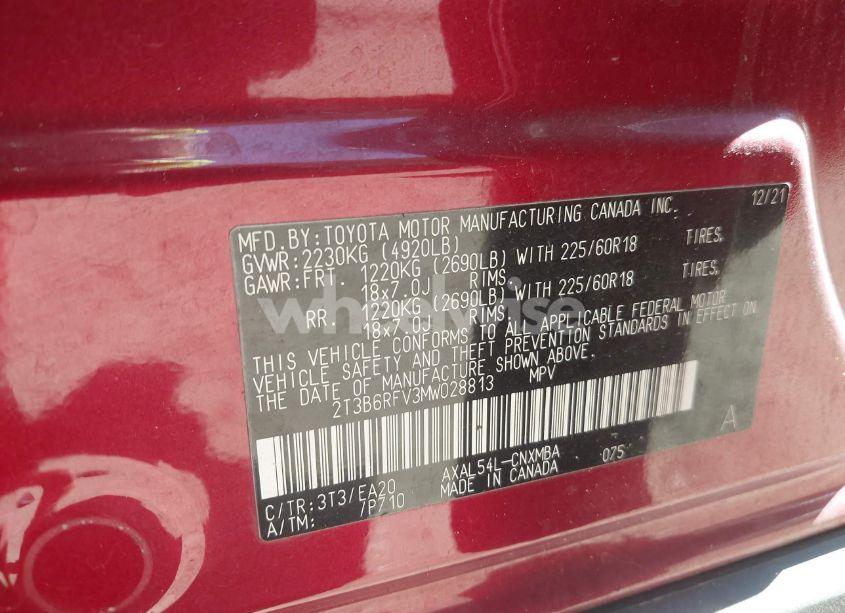 MFD.BY:TOYOTA MOTOR MANUFACTURING CANADA INC. 12/21
GVWR:2230KG (4920LB)
GAWR:FRT. 1220KG (2690LB) WITH 225/60R18 TIRES,
18x7.0J RIMS.
RR. 1220KG (2690LB) WITH 225/60R18 TIRES,
18x7.0J RIMS.
THIS VEHICLE CONFORMS TO ALL APPLICABLE FEDERAL MOTOR
VEHICLE SAFETY AND THEFT PREVENTION STANDARDS IN EFFECT ON
THE DATE OF MANUFACTURE SHOWN ABOVE.
2T3B6RFV3MW028813 MPV
A
C/TR:3T3/EA20 AXAL54L-CNXMBA 075
A/TM: 7P710 MADE IN CANADA
wheelwise